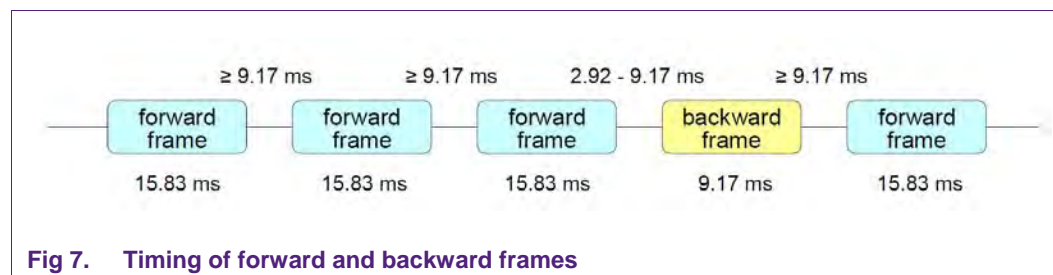 ≥ 9.17 ms ≥ 9.17 ms 2.92 - 9.17 ms ≥ 9.17 ms
forward frame
forward frame
forward frame
backward frame
forward frame
15.83 ms 15.83 ms 15.83 ms 9.17 ms 15.83 ms
Fig 7. Timing of forward and backward frames